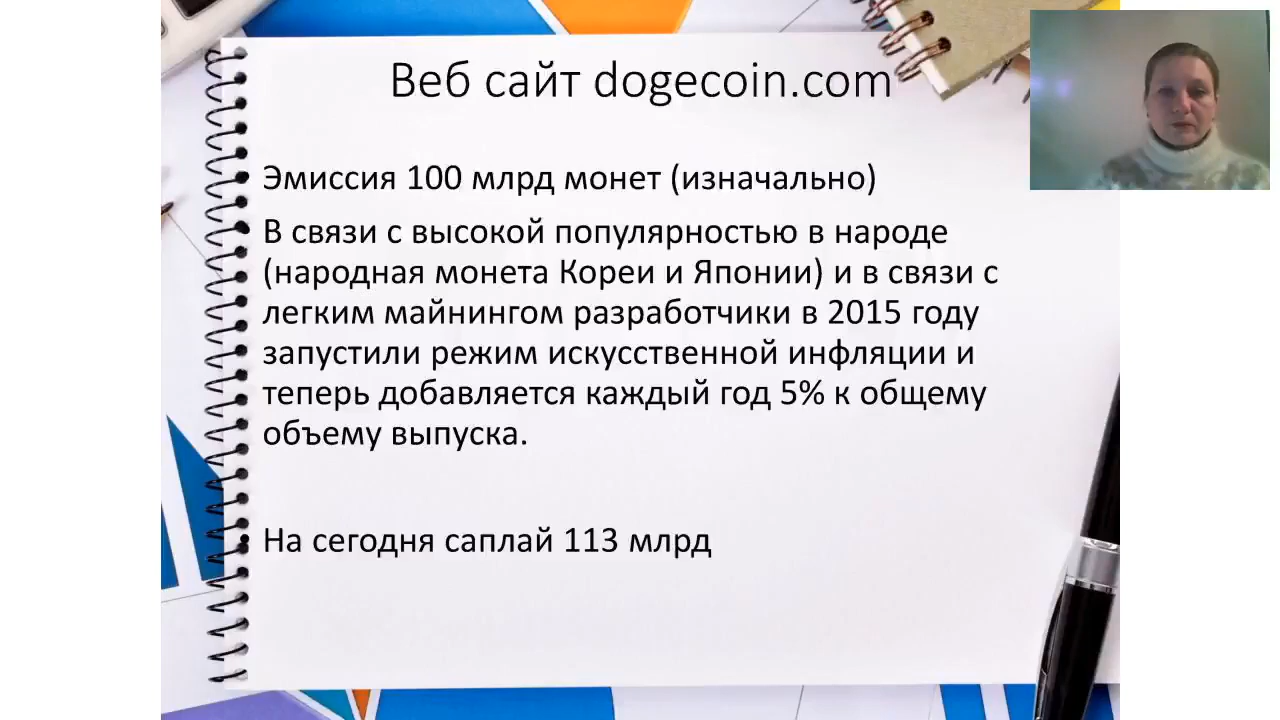 Веб сайт dogecoin.com
Эмиссия 100 млрд монет (изначально)
В связи с высокой популярностью в народе
(народная монета Кореи и Японии) и в связи с
легким майнингом разработчики в 2015 году
запустили режим искусственной инфляции и
теперь добавляется каждый год 5% к общему
объему выпуска.
На сегодня саплай 113 млрд